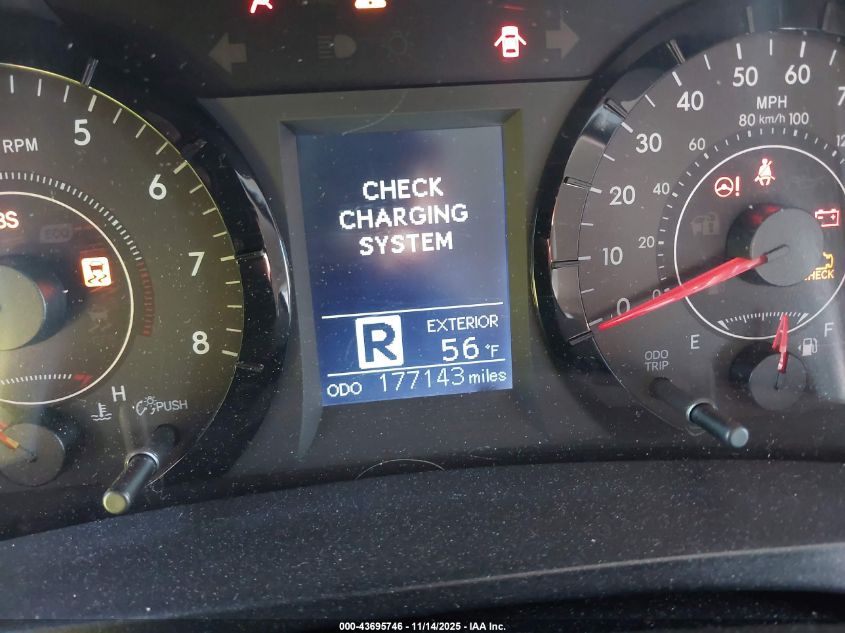 CHECK
CHARGING
SYSTEM
R
EXTERIOR
56 °F
ODO 177143 miles
RPM
5
6
7
8
H
PUSH
0
10
20
30
40
50
60
MPH
80 km/h 100
60
40
20
0
CHECK
E
F
ODO
TRIP
000-43695746 - 11/14/2025 - IAA Inc.